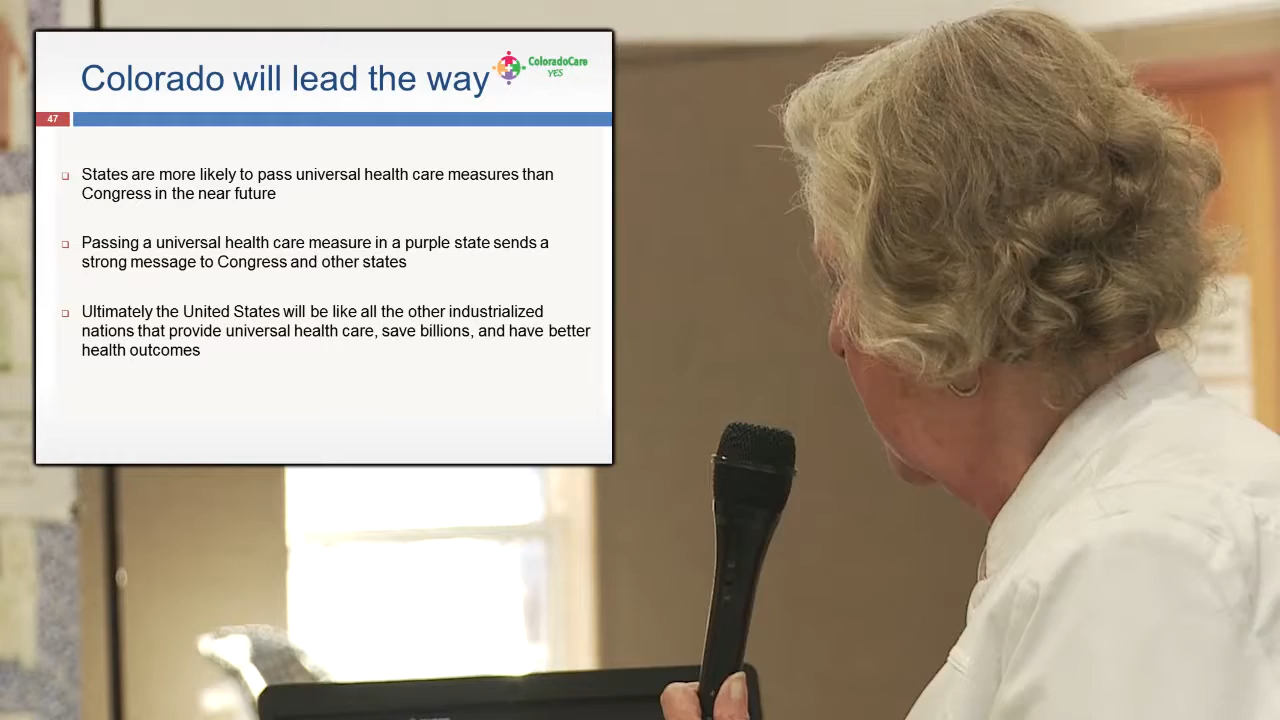 Colorado will lead the way
ColoradoCare
YES
47
States are more likely to pass universal health care measures than
Congress in the near future
Passing a universal health care measure in a purple state sends a
strong message to Congress and other states
Ultimately the United States will be like all the other industrialized
nations that provide universal health care, save billions, and have better
health outcomes